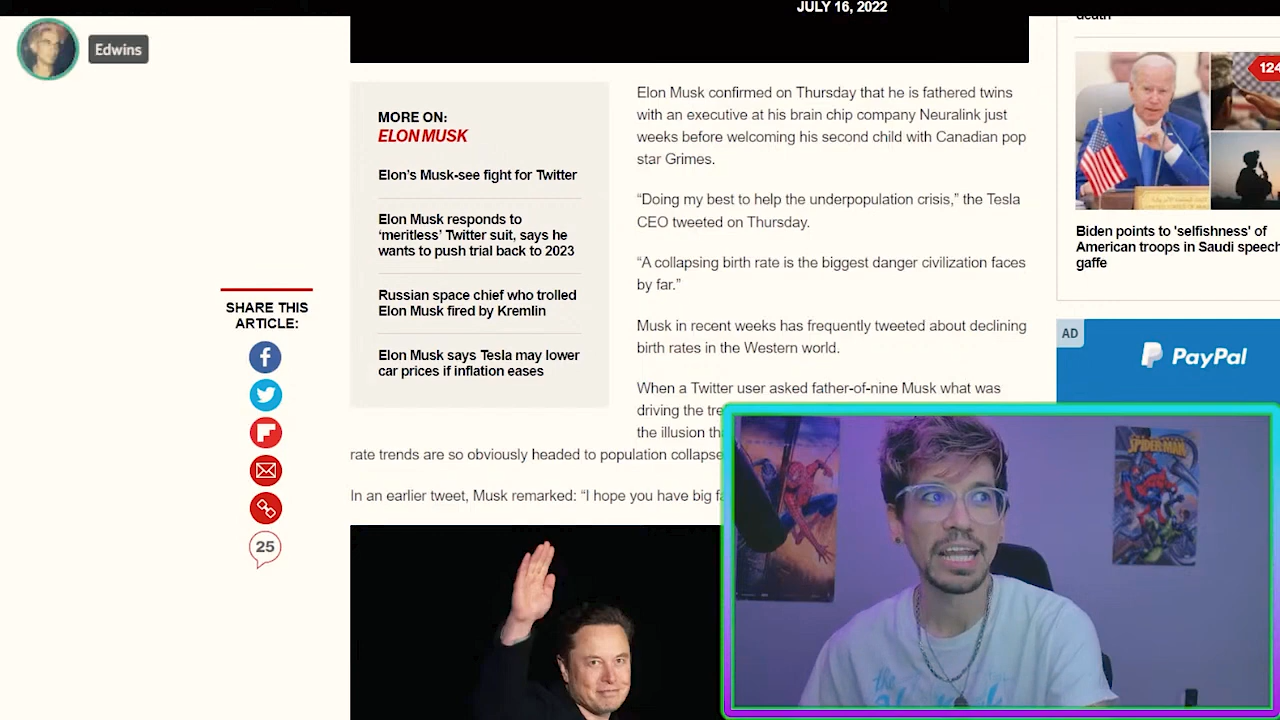 JULY 16, 2022
Edwins
death
MORE ON:
ELON MUSK
Elon's Musk-see fight for Twitter
Elon Musk responds to
‘meritless’ Twitter suit, says he
wants to push trial back to 2023
Russian space chief who trolled
Elon Musk fired by Kremlin
Elon Musk says Tesla may lower
car prices if inflation eases
SHARE THIS
ARTICLE:
25
Elon Musk confirmed on Thursday that he is fathered twins
with an executive at his brain chip company Neuralink just
weeks before welcoming his second child with Canadian pop
star Grimes.
“Doing my best to help the underpopulation crisis,” the Tesla
CEO tweeted on Thursday.
“A collapsing birth rate is the biggest danger civilization faces
by far.”
Musk in recent weeks has frequently tweeted about declining
birth rates in the Western world.
When a Twitter user asked father-of-nine Musk what was
driving the
the illusion
rate trends are so obviously headed to population collapse
In an earlier tweet, Musk remarked: “I hope you have big
124
Biden points to 'selfishness' of
American troops in Saudi speech
gaffe
AD
PayPal
SPIDER-MAN